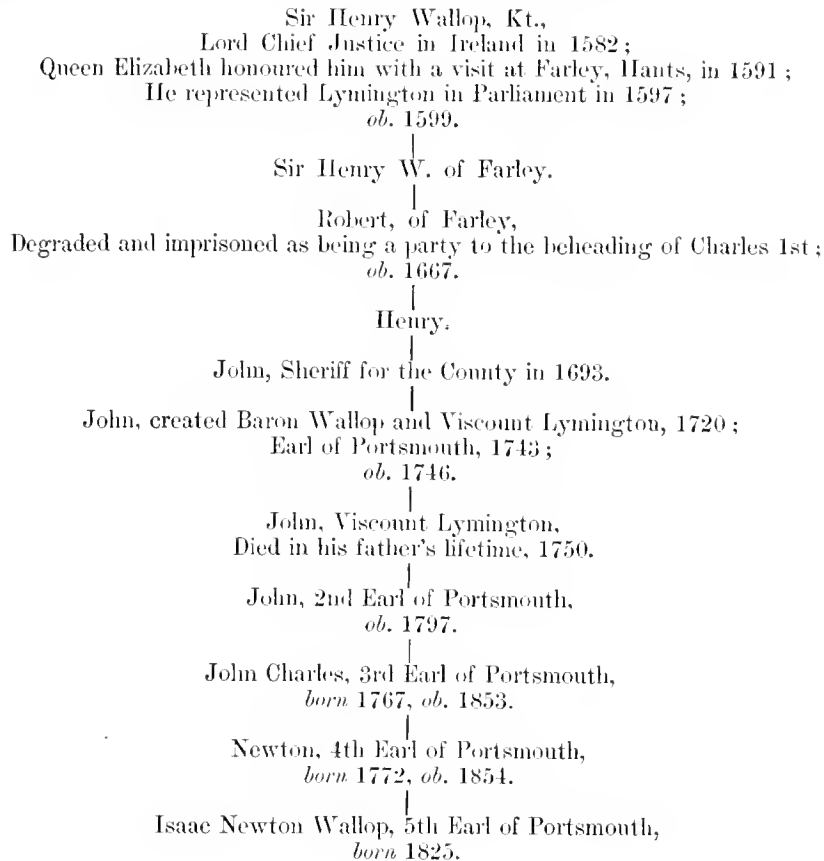 Sir Henry Wallop, Kt.,
Lord Chief Justice in Ireland in 1582;
Queen Elizabeth honoured him with a visit at Farley, Hants, in 1591;
He represented Lymington in Parliament in 1597;
ob. 1599.
Sir Henry W. of Farley.
Robert, of Farley,
Degraded and imprisoned as being a party to the beheading of Charles 1st;
ob. 1667.
Henry.
John, Sheriff for the County in 1693.
John, created Baron Wallop and Viscount Lymington, 1720;
Earl of Portsmouth, 1743;
ob. 1746.
John, Viscount Lymington,
Died in his father's lifetime, 1750.
John, 2nd Earl of Portsmouth,
ob. 1797.
John Charles, 3rd Earl of Portsmouth,
born 1767, ob. 1853.
Newton, 4th Earl of Portsmouth,
born 1772, ob. 1854.
Isaac Newton Wallop, 5th Earl of Portsmouth,
born 1825.